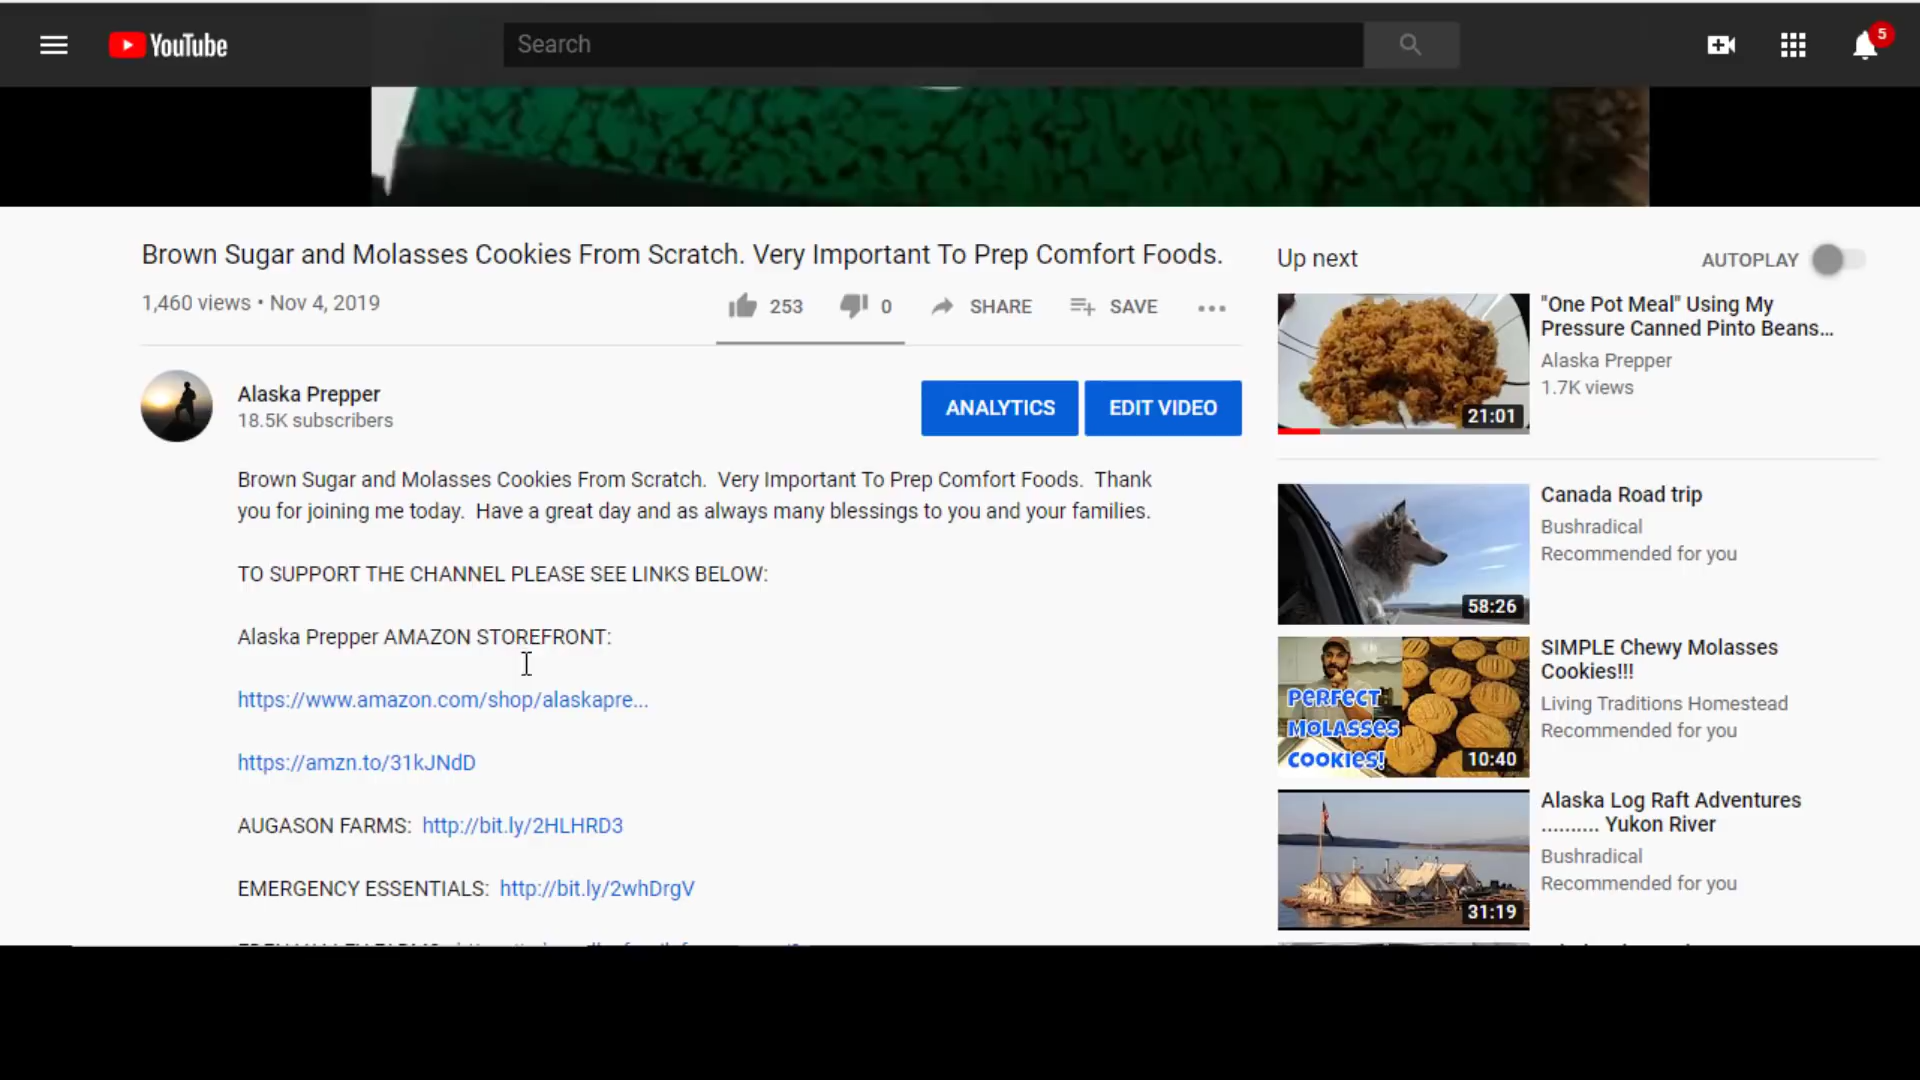 YouTube
Search
5
Brown Sugar and Molasses Cookies From Scratch. Very Important To Prep Comfort Foods.
1,460 views • Nov 4, 2019
253
0
SHARE
SAVE
Alaska Prepper
18.5K subscribers
ANALYTICS
EDIT VIDEO
Brown Sugar and Molasses Cookies From Scratch.  Very Important To Prep Comfort Foods.  Thank
you for joining me today.  Have a great day and as always many blessings to you and your families.
TO SUPPORT THE CHANNEL PLEASE SEE LINKS BELOW:
Alaska Prepper AMAZON STOREFRONT:
https://www.amazon.com/shop/alaskapre...
https://amzn.to/31kJNdD
AUGASON FARMS:  http://bit.ly/2HLHRD3
EMERGENCY ESSENTIALS:  http://bit.ly/2whDrgV
Up next
AUTOPLAY
21:01
"One Pot Meal" Using My
Pressure Canned Pinto Beans...
Alaska Prepper
1.7K views
58:26
Canada Road trip
Bushradical
Recommended for you
PERFECT
MOLASSES
COOKIES!
10:40
SIMPLE Chewy Molasses
Cookies!!!
Living Traditions Homestead
Recommended for you
31:19
Alaska Log Raft Adventures
.......... Yukon River
Bushradical
Recommended for you